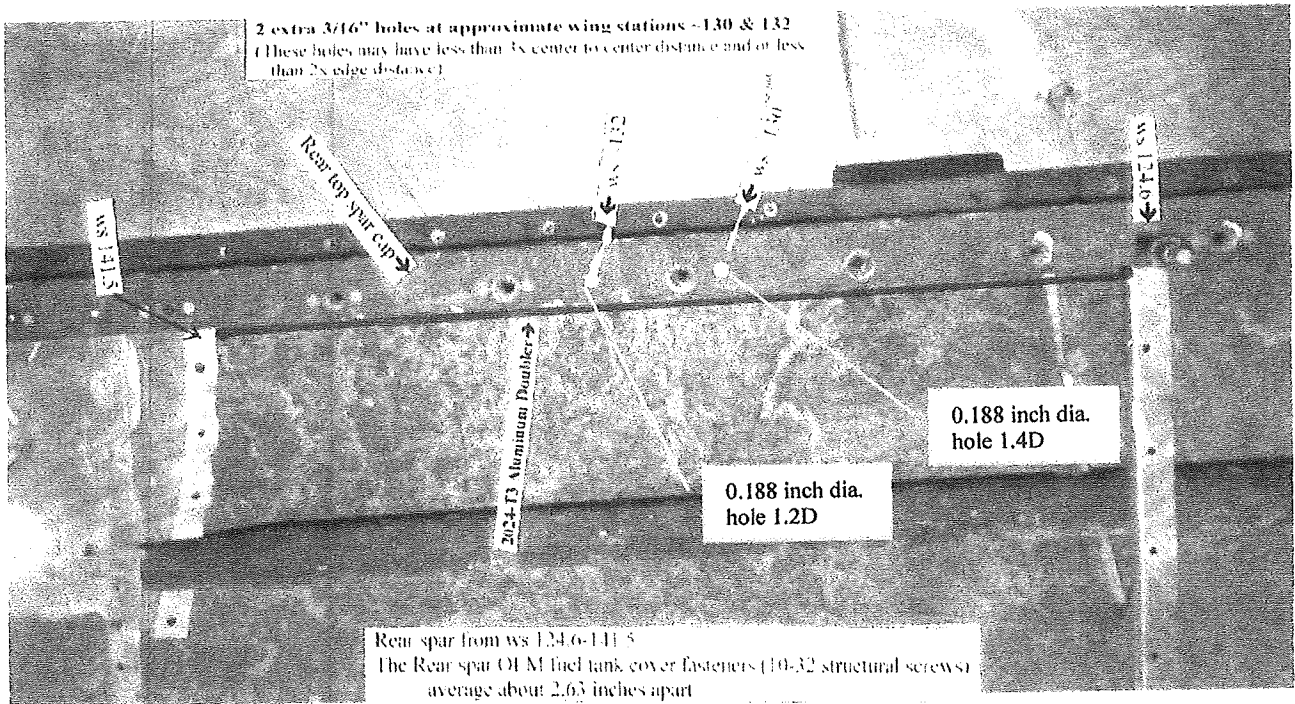 2 extra 3/16" holes at approximate wing stations ~130 & 132
(These holes may have less than 3x center to center distance and or less
than 2x edge distance)
ws ~132
ws ~130
ws 124.6
Rear top spar cap
ws 141.5
2024-T3 Aluminum Doubler
0.188 inch dia.
hole 1.4D
0.188 inch dia.
hole 1.2D
Rear spar from ws 124.6-141.5
The Rear spar OEM fuel tank cover fasteners (10-32 structural screws)
average about 2.63 inches apart